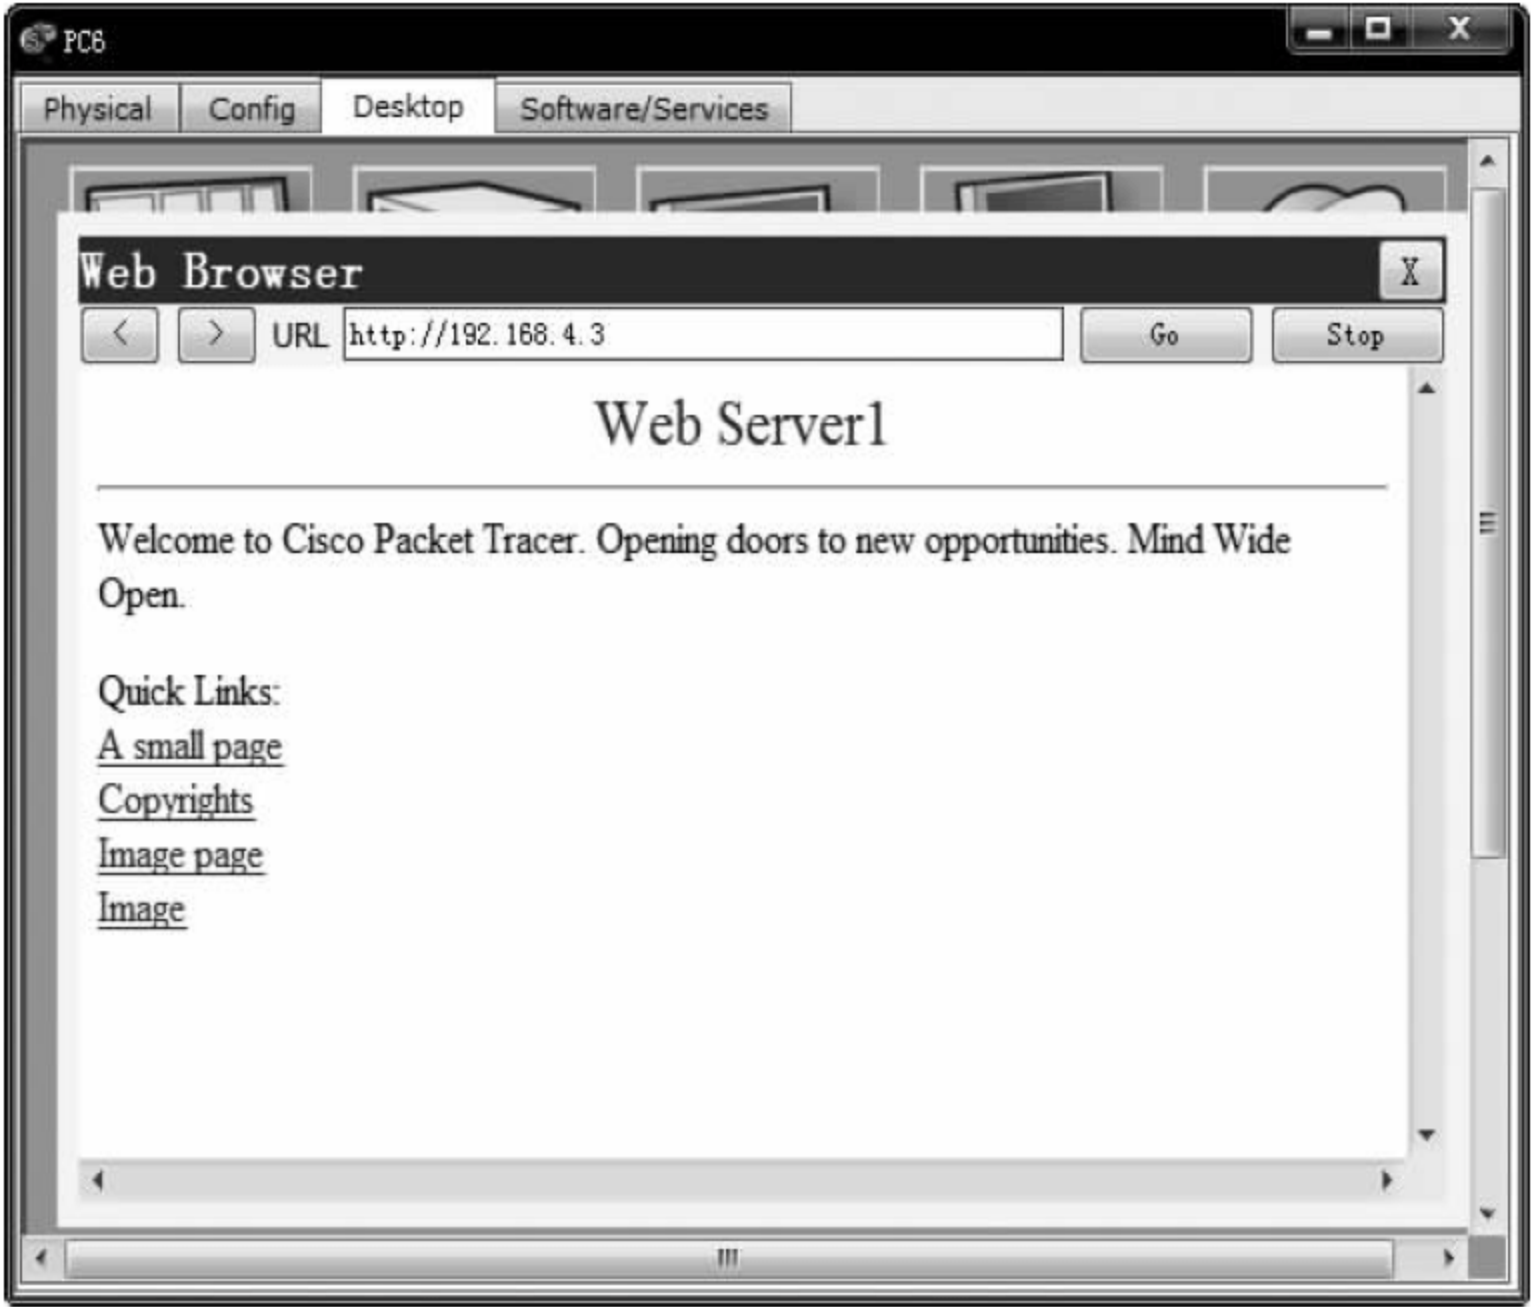 PC6
X
Physical Config Desktop Software/Services
Web Browser X
< > URL http://192.168.4.3 Go Stop
Web Server1
Welcome to Cisco Packet Tracer. Opening doors to new opportunities. Mind Wide
Open.
Quick Links:
A small page
Copyrights
Image page
Image